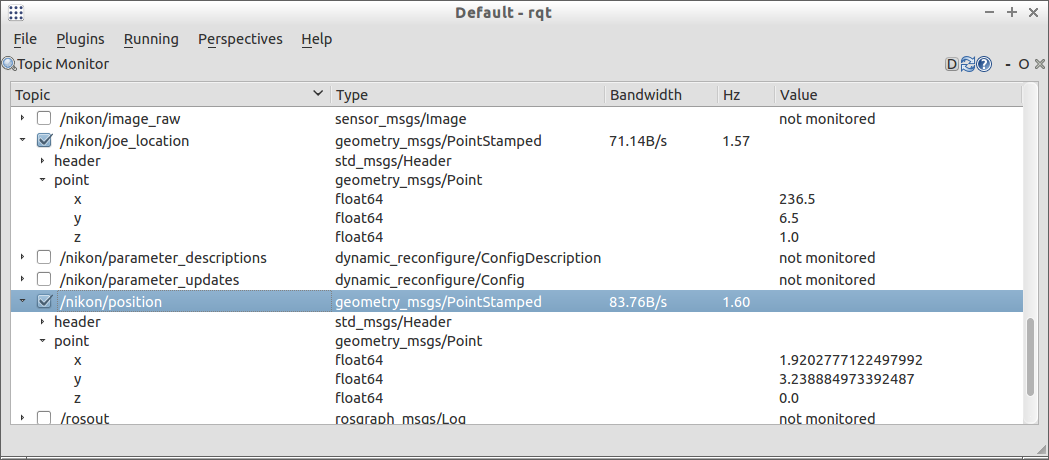 Default - rqt
File Plugins Running Perspectives Help
Topic Monitor D ? - O
Topic Type Bandwidth Hz Value
/nikon/image_raw sensor_msgs/Image not monitored
/nikon/joe_location geometry_msgs/PointStamped 71.14B/s 1.57
header std_msgs/Header
point geometry_msgs/Point
x float64 236.5
y float64 6.5
z float64 1.0
/nikon/parameter_descriptions dynamic_reconfigure/ConfigDescription not monitored
/nikon/parameter_updates dynamic_reconfigure/Config not monitored
/nikon/position geometry_msgs/PointStamped 83.76B/s 1.60
header std_msgs/Header
point geometry_msgs/Point
x float64 1.9202777122497992
y float64 3.238884973392487
z float64 0.0
/rosout rosgraph_msgs/Log not monitored